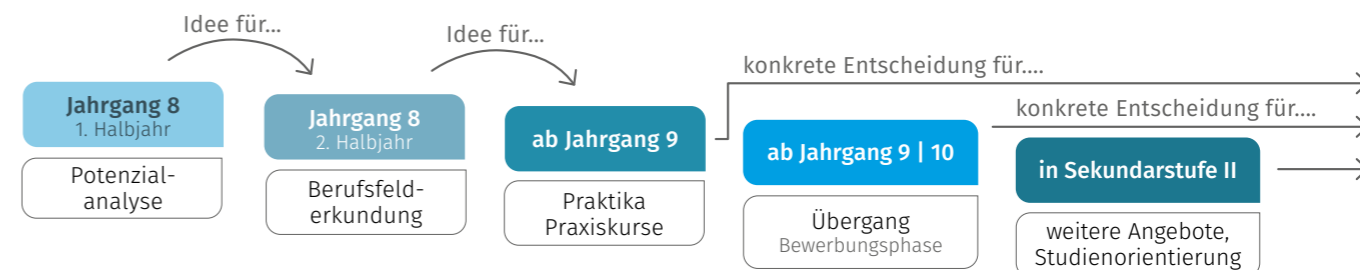 Idee für...
Idee für...
konkrete Entscheidung für....
konkrete Entscheidung für....
Jahrgang 8
1. Halbjahr
Potenzial-
analyse
Jahrgang 8
2. Halbjahr
Berufsfeld-
erkundung
ab Jahrgang 9
Praktika
Praxiskurse
ab Jahrgang 9 | 10
Übergang
Bewerbungsphase
in Sekundarstufe II
weitere Angebote,
Studienorientierung